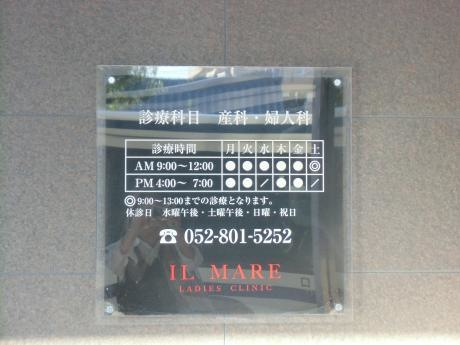 診療科目 産科・婦人科
診療時間 月 火 水 木 金 土
AM 9:00〜12:00 ● ● ● ● ● ◎
PM 4:00〜 7:00 ● ● / ● ● /
◎9:00〜13:00までの診療となります。
休診日 水曜午後・土曜午後・日曜・祝日
☎ 052-801-5252
IL MARE
LADIES CLINIC